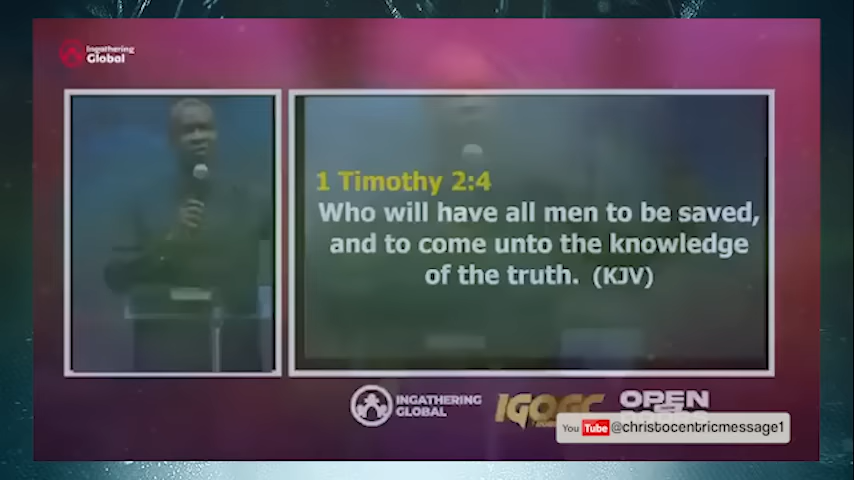 Ingathering
Global
1 Timothy 2:4
Who will have all men to be saved,
and to come unto the knowledge
of the truth. (KJV)
INGATHERING
GLOBAL
IGOGC
OPEN
You Tube @christocentricmessage1